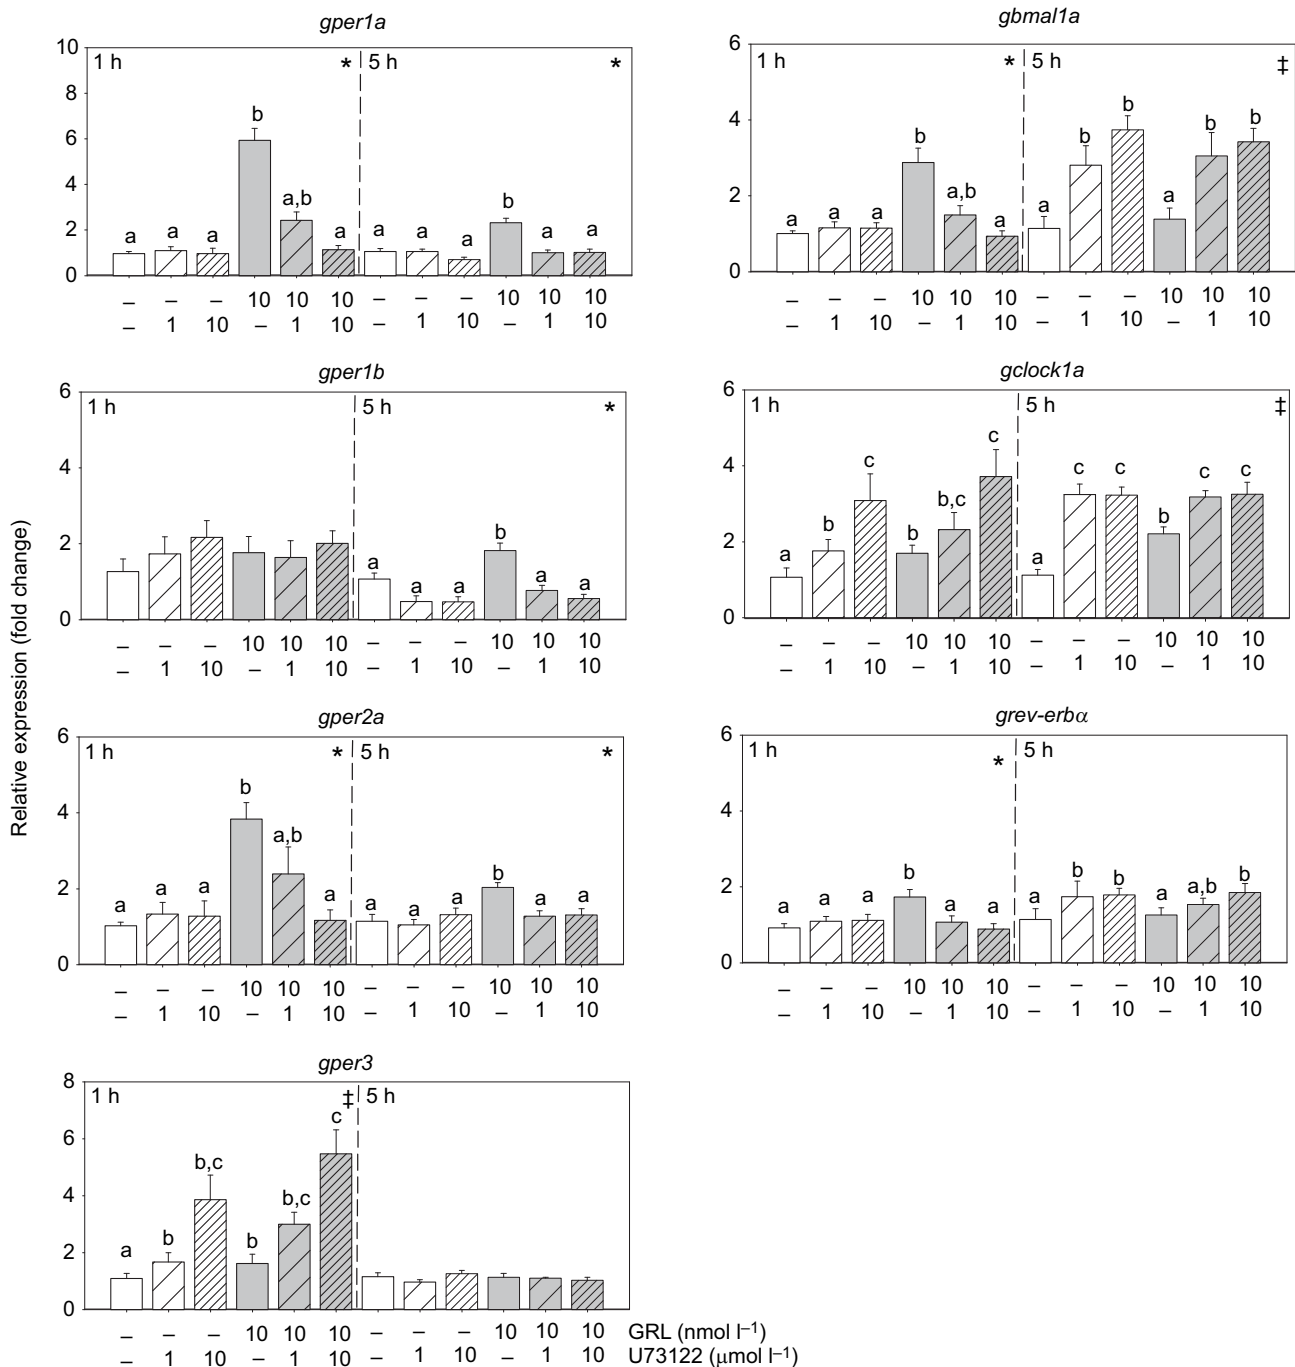 Relative expression (fold change)
gper1a
10
8
6
4
2
0
1 h
*
5 h
*
a
a
a
b
a,b
a
a
a
a
b
a
a
– – – 10 10 10 – – – 10 10 10
– 1 10 – 1 10 – 1 10 – 1 10
gbmal1a
6
4
2
0
1 h
*
5 h
‡
a
a
a
b
a,b
a
a
b
b
a
b
b
– – – 10 10 10 – – – 10 10 10
– 1 10 – 1 10 – 1 10 – 1 10
gper1b
6
4
2
0
1 h
5 h
*
a
a
a
b
a
a
– – – 10 10 10 – – – 10 10 10
– 1 10 – 1 10 – 1 10 – 1 10
gclock1a
6
4
2
0
1 h
5 h
‡
a
b
c
b
b,c
c
a
c
c
b
c
c
– – – 10 10 10 – – – 10 10 10
– 1 10 – 1 10 – 1 10 – 1 10
gper2a
6
4
2
0
1 h
*
5 h
*
a
a
a
b
a,b
a
a
a
a
b
a
a
– – – 10 10 10 – – – 10 10 10
– 1 10 – 1 10 – 1 10 – 1 10
grev-erbα
6
4
2
0
1 h
*
5 h
a
a
a
b
a
a
a
b
b
a
a,b
b
– – – 10 10 10 – – – 10 10 10
– 1 10 – 1 10 – 1 10 – 1 10
gper3
8
6
4
2
0
1 h
‡
5 h
a
b
b,c
b
b,c
c
– – – 10 10 10 – – – 10 10 10 GRL (nmol l–1)
– 1 10 – 1 10 – 1 10 – 1 10 U73122 (μmol l–1)